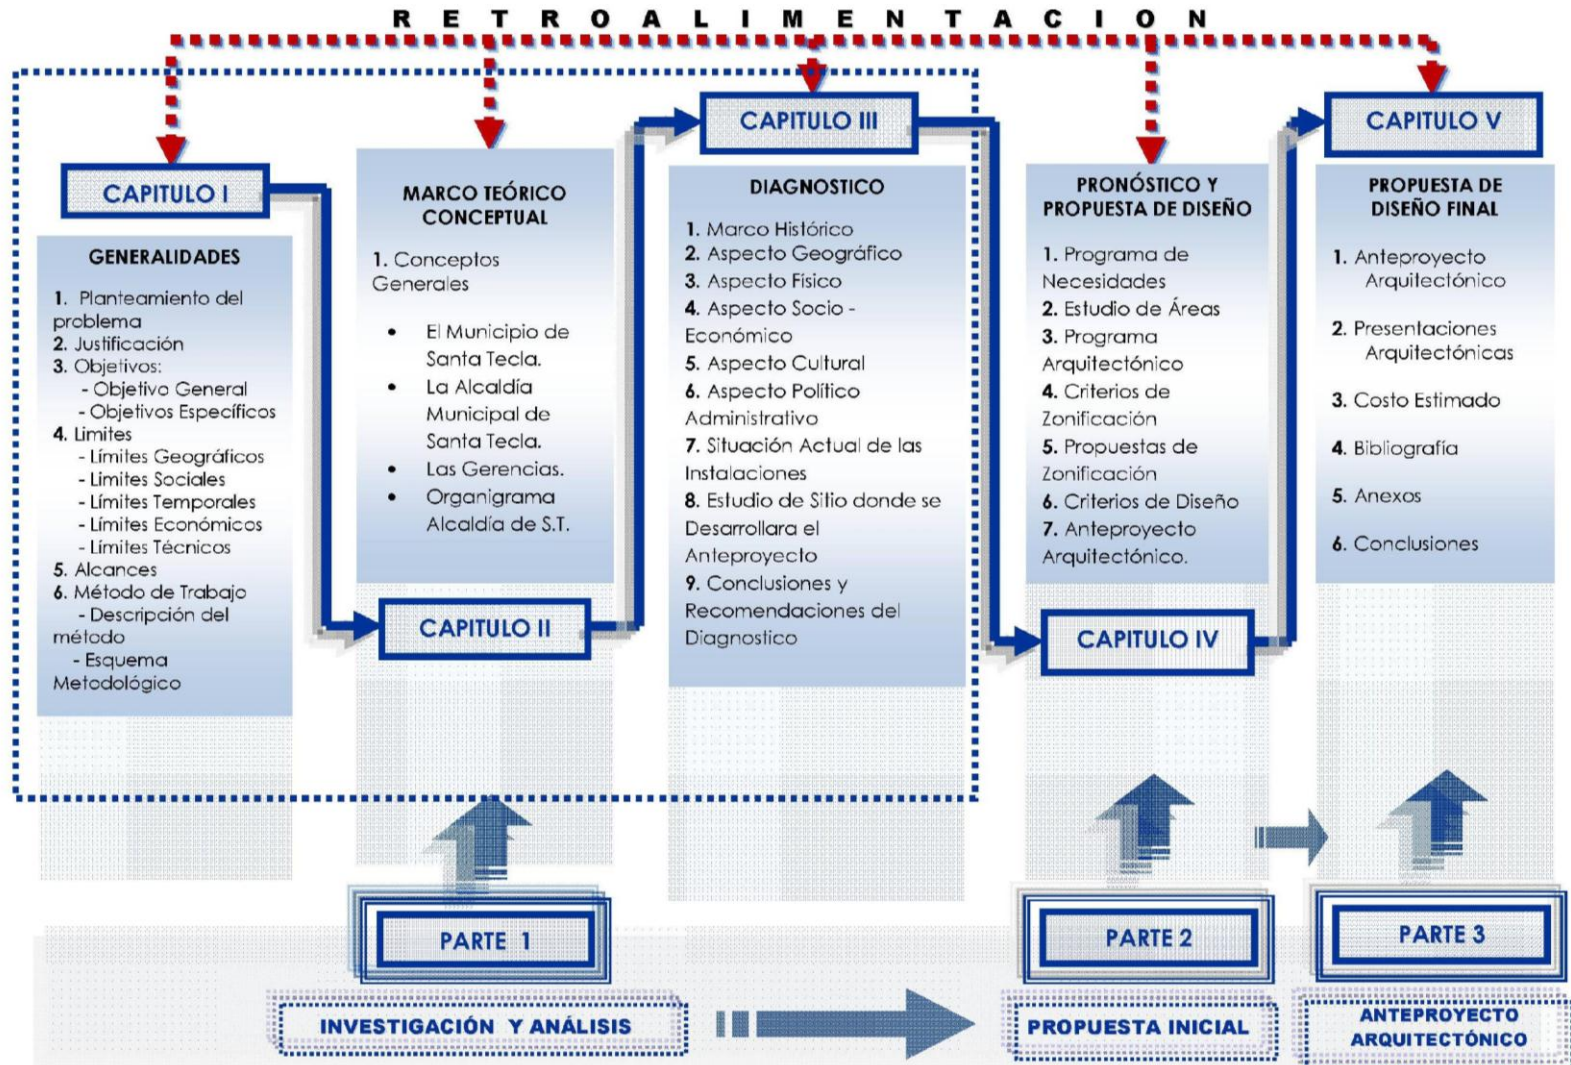 RETROALIMENTACION
CAPITULO I
GENERALIDADES
1. Planteamiento del
problema
2. Justificación
3. Objetivos:
- Objetivo General
- Objetivos Específicos
4. Limites
- Límites Geográficos
- Limites Sociales
- Límites Temporales
- Límites Económicos
- Límites Técnicos
5. Alcances
6. Método de Trabajo
- Descripción del
método
- Esquema
Metodológico
MARCO TEÓRICO
CONCEPTUAL
1. Conceptos
Generales
• El Municipio de
Santa Tecla.
• La Alcaldía
Municipal de
Santa Tecla.
• Las Gerencias.
• Organigrama
Alcaldía de S.T.
CAPITULO II
CAPITULO III
DIAGNOSTICO
1. Marco Histórico
2. Aspecto Geográfico
3. Aspecto Físico
4. Aspecto Socio -
Económico
5. Aspecto Cultural
6. Aspecto Político
Administrativo
7. Situación Actual de las
Instalaciones
8. Estudio de Sitio donde se
Desarrollara el
Anteproyecto
9. Conclusiones y
Recomendaciones del
Diagnostico
PRONÓSTICO Y
PROPUESTA DE DISEÑO
1. Programa de
Necesidades
2. Estudio de Áreas
3. Programa
Arquitectónico
4. Criterios de
Zonificación
5. Propuestas de
Zonificación
6. Criterios de Diseño
7. Anteproyecto
Arquitectónico.
CAPITULO IV
CAPITULO V
PROPUESTA DE
DISEÑO FINAL
1. Anteproyecto
Arquitectónico
2. Presentaciones
Arquitectónicas
3. Costo Estimado
4. Bibliografía
5. Anexos
6. Conclusiones
PARTE 1
INVESTIGACIÓN Y ANÁLISIS
PARTE 2
PROPUESTA INICIAL
PARTE 3
ANTEPROYECTO
ARQUITECTÓNICO